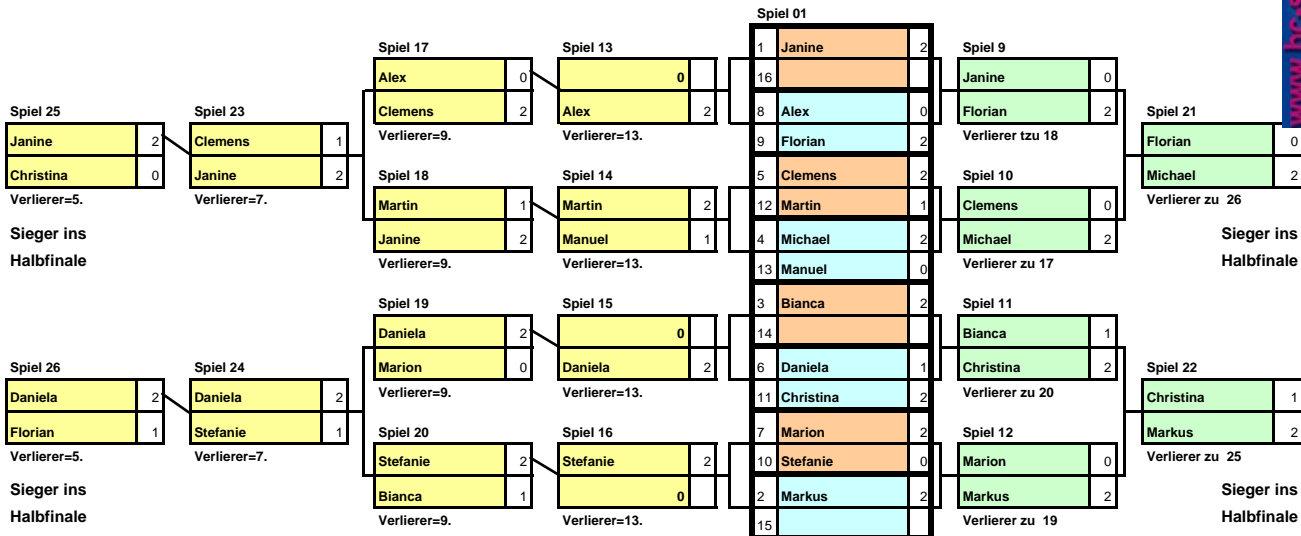 Spiel 01
Spiel 17 Spiel 13 1 Janine 2 Spiel 9
Alex 0 0 16 Janine 0
Spiel 25 Spiel 23 Clemens 2 Alex 2 8 Alex 0 Florian 2 Spiel 21
Janine 2 Clemens 1 Verlierer=9. Verlierer=13. 9 Florian 2 Verlierer tzu 18 Florian 0
Christina 0 Janine 2 Spiel 18 Spiel 14 5 Clemens 2 Spiel 10 Michael 2
Verlierer=5. Verlierer=7. Martin 1 Martin 2 12 Martin 1 Clemens 0 Verlierer zu 26
Sieger ins Janine 2 Manuel 1 4 Michael 2 Michael 2 Sieger ins
Halbfinale Verlierer=9. Verlierer=13. 13 Manuel 0 Verlierer zu 17 Halbfinale
Spiel 19 Spiel 15 3 Bianca 2 Spiel 11
Daniela 2 0 14 Bianca 1
Spiel 26 Spiel 24 Marion 0 Daniela 2 6 Daniela 1 Christina 2 Spiel 22
Daniela 2 Daniela 2 Verlierer=9. Verlierer=13. 11 Christina 2 Verlierer zu 20 Christina 1
Florian 1 Stefanie 1 Spiel 20 Spiel 16 7 Marion 2 Spiel 12 Markus 2
Verlierer=5. Verlierer=7. Stefanie 2 Stefanie 2 10 Stefanie 0 Marion 0 Verlierer zu 25
Sieger ins Bianca 1 0 2 Markus 2 Markus 2 Sieger ins
Halbfinale Verlierer=9. Verlierer=13. 15 Verlierer zu 19 Halbfinale